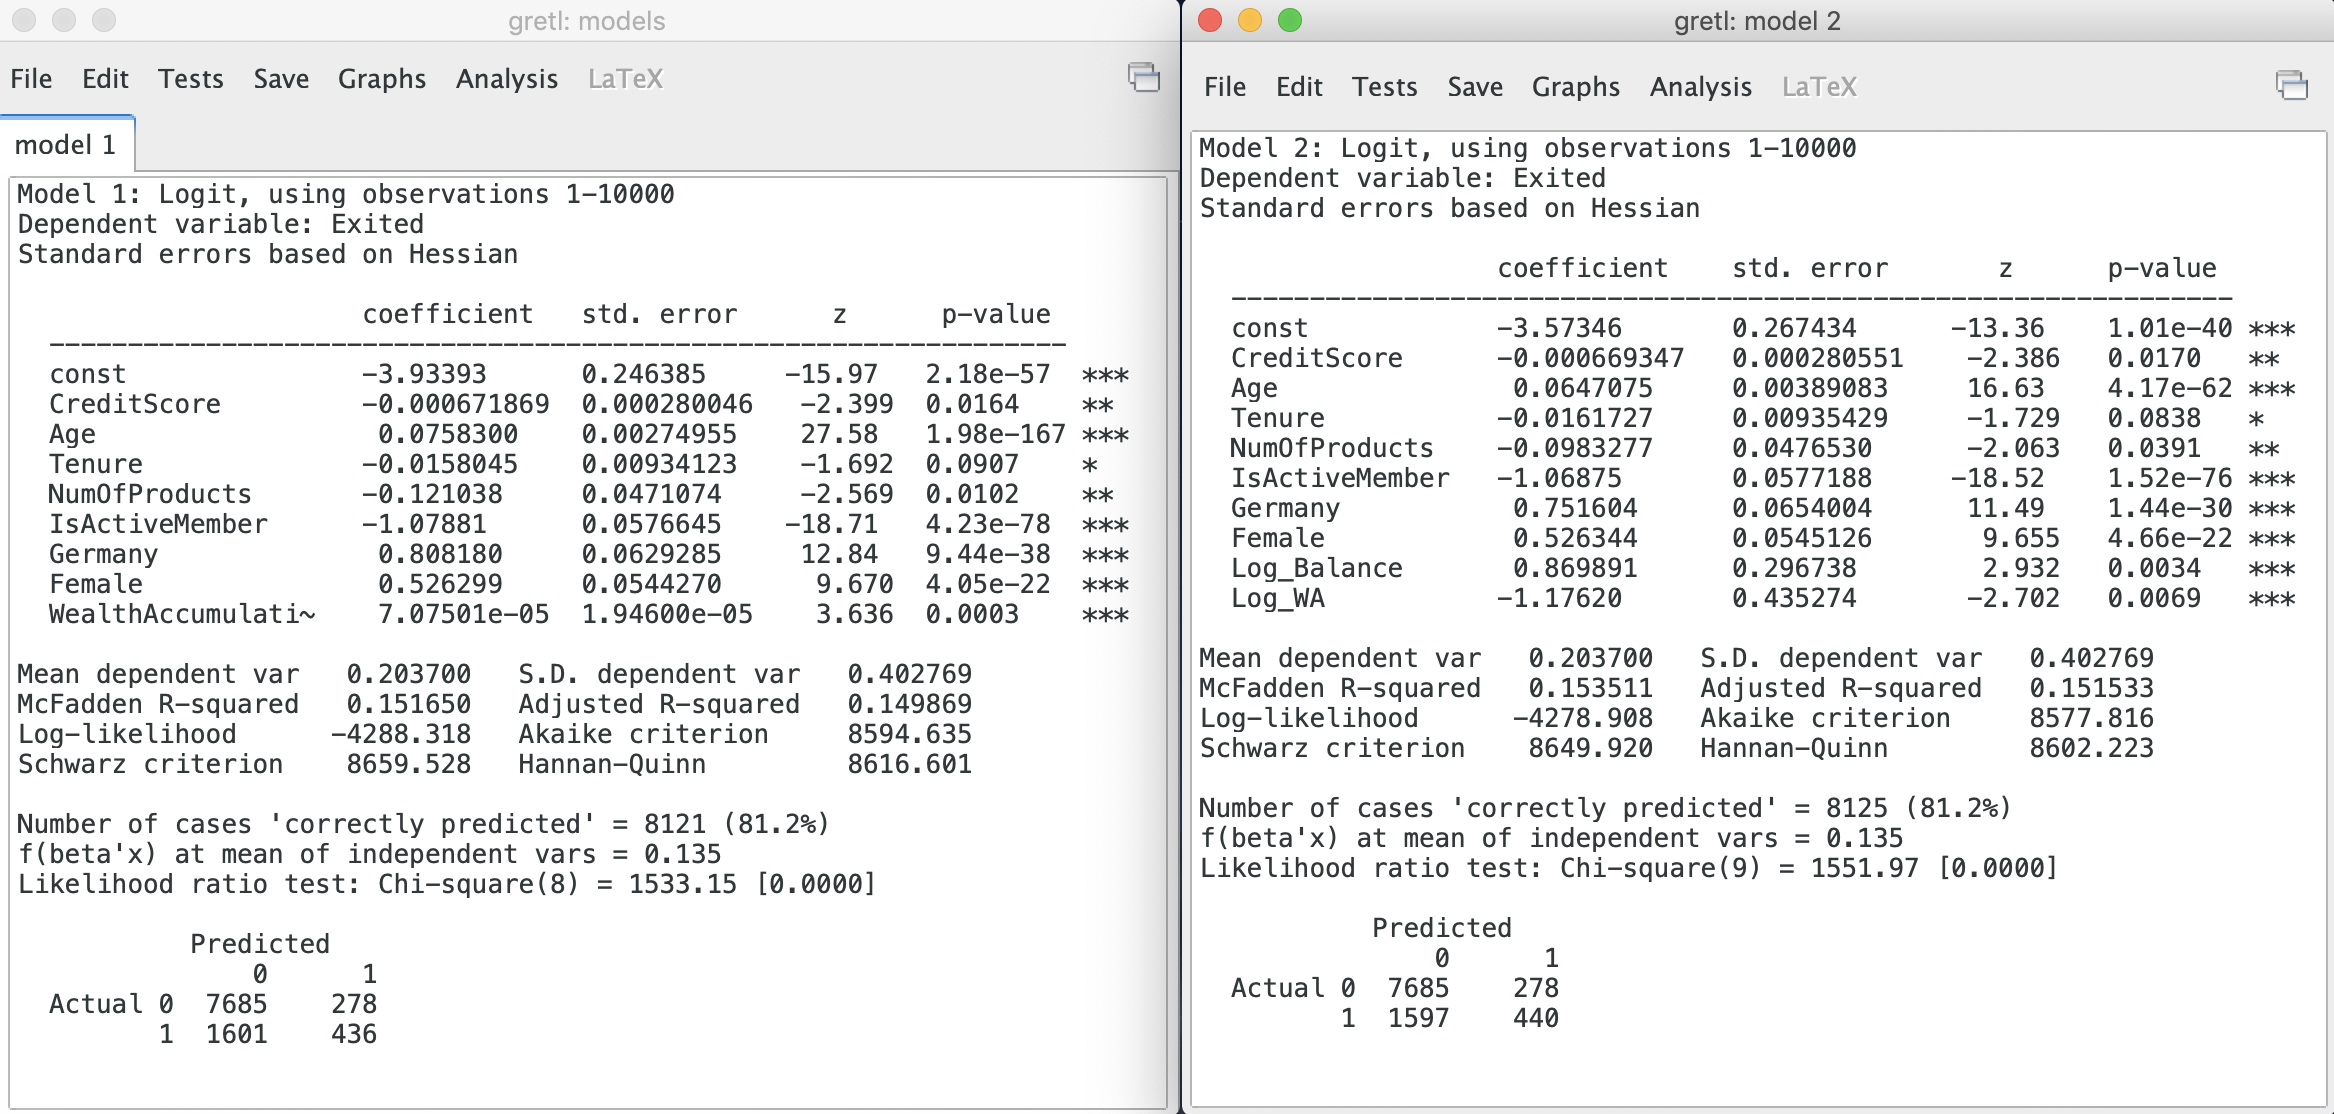 gretl: models
File Edit Tests Save Graphs Analysis LaTeX
model 1
Model 1: Logit, using observations 1-10000
Dependent variable: Exited
Standard errors based on Hessian
coefficient std. error z p-value
const -3.93393 0.246385 -15.97 2.18e-57 ***
CreditScore -0.000671869 0.000280046 -2.399 0.0164 **
Age 0.0758300 0.00274955 27.58 1.98e-167 ***
Tenure -0.0158045 0.00934123 -1.692 0.0907 *
NumOfProducts -0.121038 0.0471074 -2.569 0.0102 **
IsActiveMember -1.07881 0.0576645 -18.71 4.23e-78 ***
Germany 0.808180 0.0629285 12.84 9.44e-38 ***
Female 0.526299 0.0544270 9.670 4.05e-22 ***
WealthAccumulati~ 7.07501e-05 1.94600e-05 3.636 0.0003 ***
Mean dependent var 0.203700 S.D. dependent var 0.402769
McFadden R-squared 0.151650 Adjusted R-squared 0.149869
Log-likelihood -4288.318 Akaike criterion 8594.635
Schwarz criterion 8659.528 Hannan-Quinn 8616.601
Number of cases 'correctly predicted' = 8121 (81.2%)
f(beta'x) at mean of independent vars = 0.135
Likelihood ratio test: Chi-square(8) = 1533.15 [0.0000]
Predicted
0 1
Actual 0 7685 278
1 1601 436
gretl: model 2
File Edit Tests Save Graphs Analysis LaTeX
Model 2: Logit, using observations 1-10000
Dependent variable: Exited
Standard errors based on Hessian
coefficient std. error z p-value
const -3.57346 0.267434 -13.36 1.01e-40 ***
CreditScore -0.000669347 0.000280551 -2.386 0.0170 **
Age 0.0647075 0.00389083 16.63 4.17e-62 ***
Tenure -0.0161727 0.00935429 -1.729 0.0838 *
NumOfProducts -0.0983277 0.0476530 -2.063 0.0391 **
IsActiveMember -1.06875 0.0577188 -18.52 1.52e-76 ***
Germany 0.751604 0.0654004 11.49 1.44e-30 ***
Female 0.526344 0.0545126 9.655 4.66e-22 ***
Log_Balance 0.869891 0.296738 2.932 0.0034 ***
Log_WA -1.17620 0.435274 -2.702 0.0069 ***
Mean dependent var 0.203700 S.D. dependent var 0.402769
McFadden R-squared 0.153511 Adjusted R-squared 0.151533
Log-likelihood -4278.908 Akaike criterion 8577.816
Schwarz criterion 8649.920 Hannan-Quinn 8602.223
Number of cases 'correctly predicted' = 8125 (81.2%)
f(beta'x) at mean of independent vars = 0.135
Likelihood ratio test: Chi-square(9) = 1551.97 [0.0000]
Predicted
0 1
Actual 0 7685 278
1 1597 440